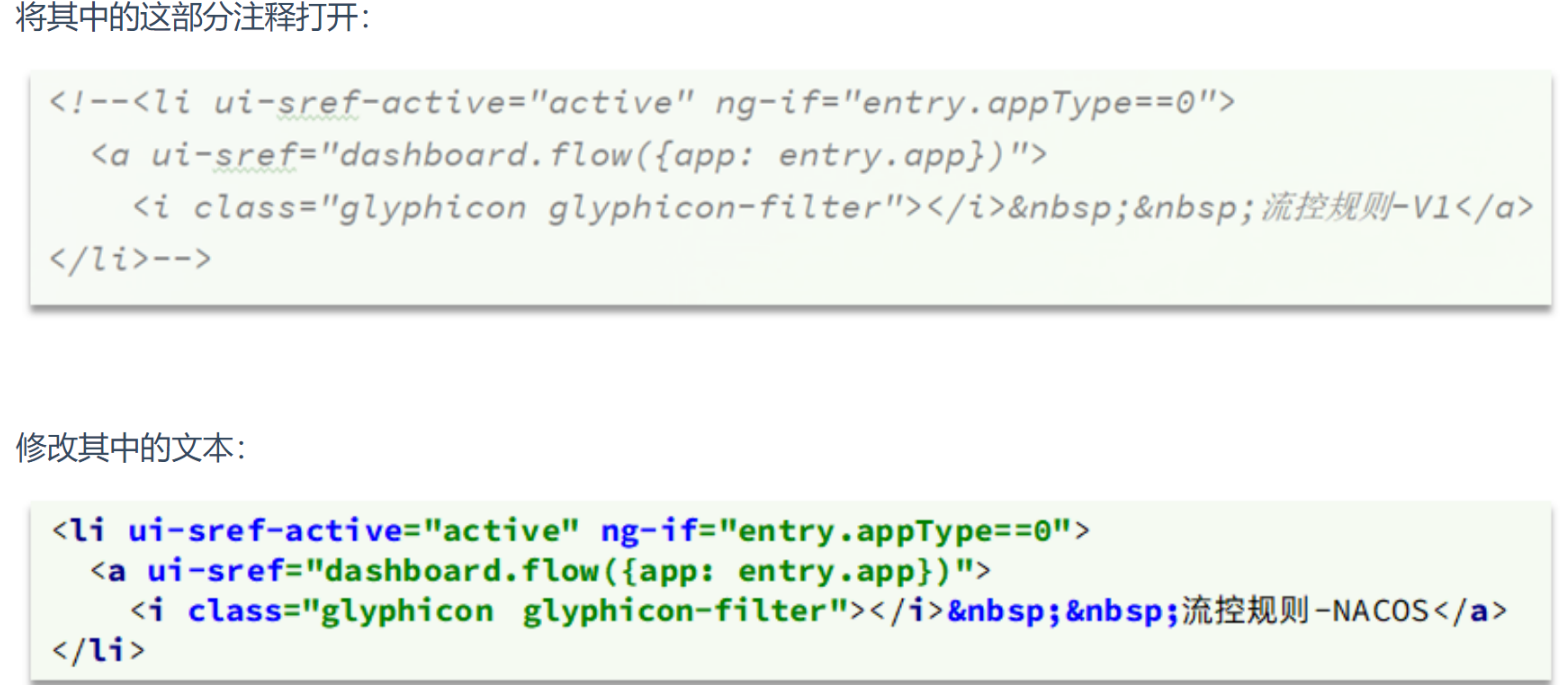 将其中的这部分注释打开：
<!--<li ui-sref-active="active" ng-if="entry.appType==0">
<a ui-sref="dashboard.flow({app: entry.app})">
<i class="glyphicon glyphicon-filter"></i>&nbsp;&nbsp;流控规则-V1</a>
</li>-->
修改其中的文本：
<li ui-sref-active="active" ng-if="entry.appType==0">
<a ui-sref="dashboard.flow({app: entry.app})">
<i class="glyphicon glyphicon-filter"></i>&nbsp;&nbsp;流控规则-NACOS</a>
</li>